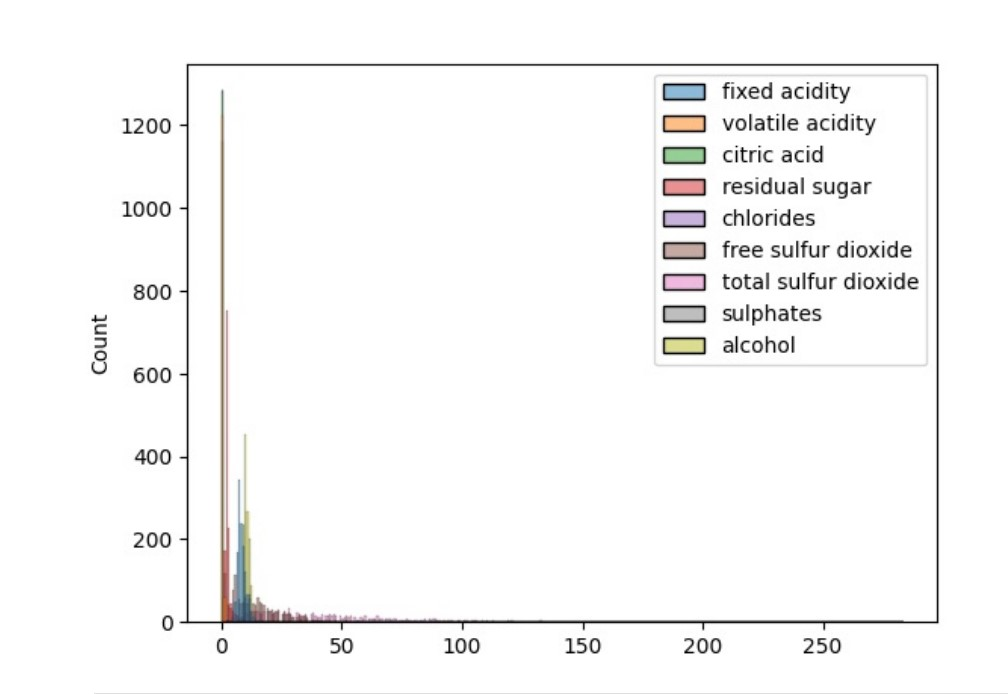 fixed acidity
volatile acidity
citric acid
residual sugar
chlorides
free sulfur dioxide
total sulfur dioxide
sulphates
alcohol
Count
1200
1000
800
600
400
200
0
0 50 100 150 200 250